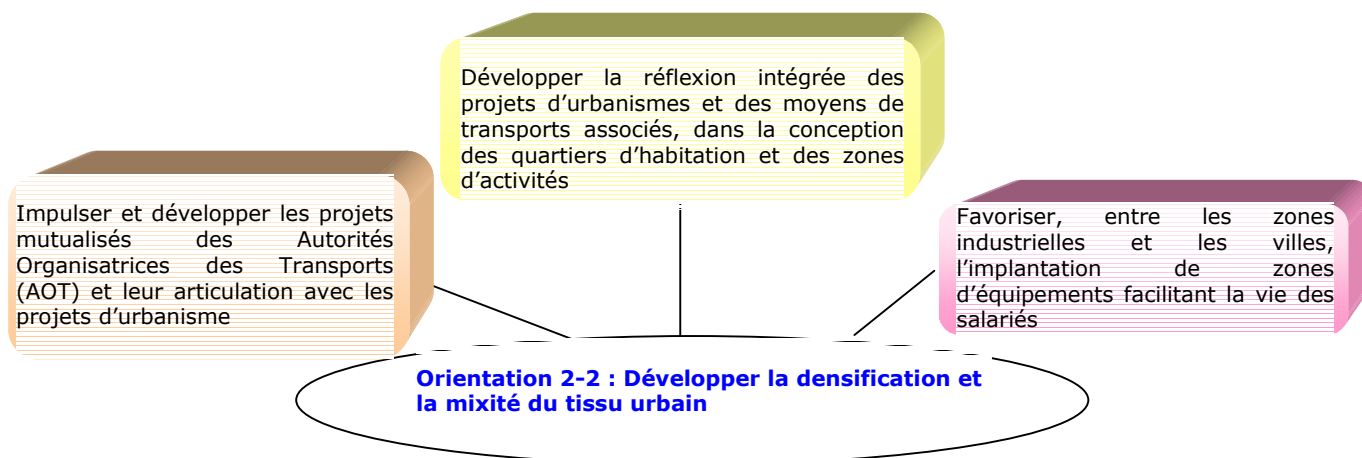 Développer la réflexion intégrée des
projets d'urbanismes et des moyens de
transports associés, dans la conception
des quartiers d'habitation et des zones
d'activités
Impulser et développer les projets
mutualisés des Autorités
Organisatrices des Transports
(AOT) et leur articulation avec les
projets d'urbanisme
Favoriser, entre les zones
industrielles et les villes,
l'implantation de zones
d'équipements facilitant la vie des
salariés
Orientation 2-2 : Développer la densification et
la mixité du tissu urbain